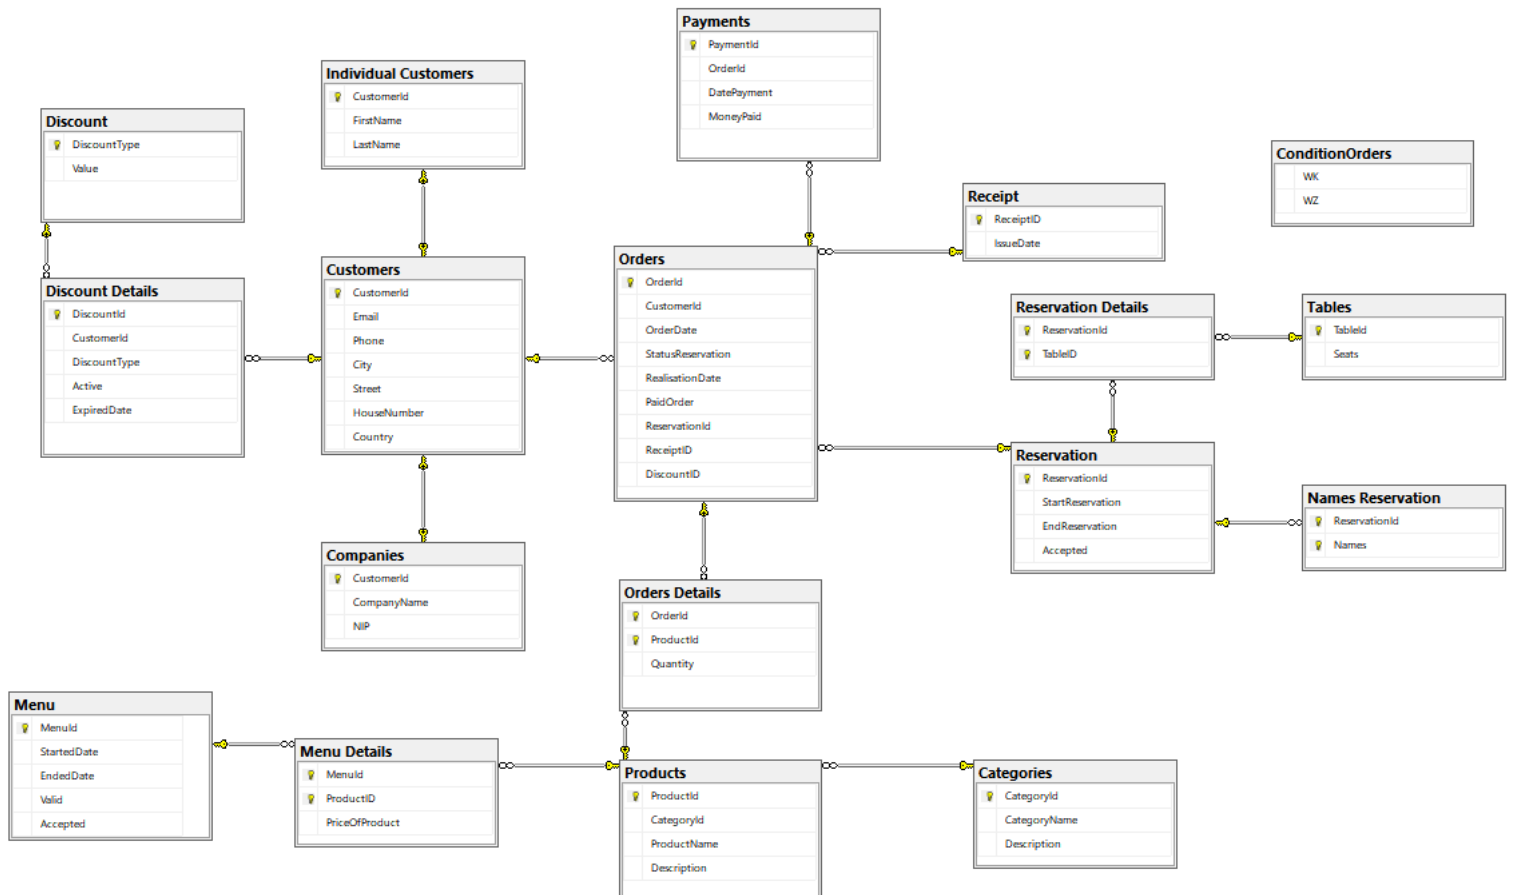 Payments
PaymentId
OrderId
DatePayment
MoneyPaid
Individual Customers
CustomerId
FirstName
LastName
Discount
DiscountType
Value
ConditionOrders
WK
WZ
Receipt
ReceiptID
IssueDate
Orders
OrderId
CustomerId
OrderDate
StatusReservation
RealisationDate
PaidOrder
ReservationId
ReceiptID
DiscountID
Customers
CustomerId
Email
Phone
City
Street
HouseNumber
Country
Discount Details
DiscountId
CustomerId
DiscountType
Active
ExpiredDate
Reservation Details
ReservationId
TableID
Tables
TableId
Seats
Reservation
ReservationId
StartReservation
EndReservation
Accepted
Names Reservation
ReservationId
Names
Companies
CustomerId
CompanyName
NIP
Orders Details
OrderId
ProductId
Quantity
Menu
MenuId
StartedDate
EndedDate
Valid
Accepted
Menu Details
MenuId
ProductID
PriceOfProduct
Products
ProductId
CategoryId
ProductName
Description
Categories
CategoryId
CategoryName
Description